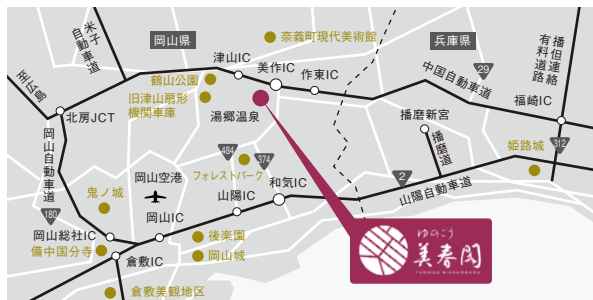 米子
自動車道
岡山県
奈義町現代美術館
兵庫県
播但連絡
有料道路
至広島
津山IC
美作IC
作東IC
中国自動車道
29
福崎IC
鶴山公園
旧津山扇形
機関車庫
湯郷温泉
北房JCT
播磨新宮
播磨道
姫路城
312
岡山自動車道
484
374
フォレストパーク
岡山空港
山陽IC
和気IC
2
山陽自動車道
鬼ノ城
180
岡山IC
岡山総社IC
備中国分寺
倉敷IC
後楽園
岡山城
倉敷美観地区
ゆのごう
美春閣
YUNOGO BISHUNKAKU